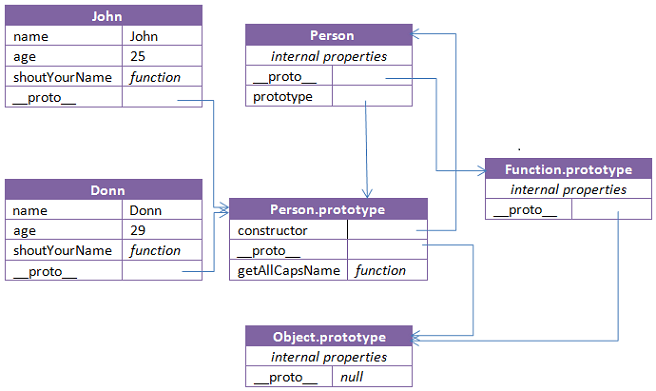 John
name John
age 25
shoutYourName function
__proto__
Person
internal properties
__proto__
prototype
Function.prototype
internal properties
__proto__
Donn
name Donn
age 29
shoutYourName function
__proto__
Person.prototype
constructor
__proto__
getAllCapsName function
Object.prototype
internal properties
__proto__ null